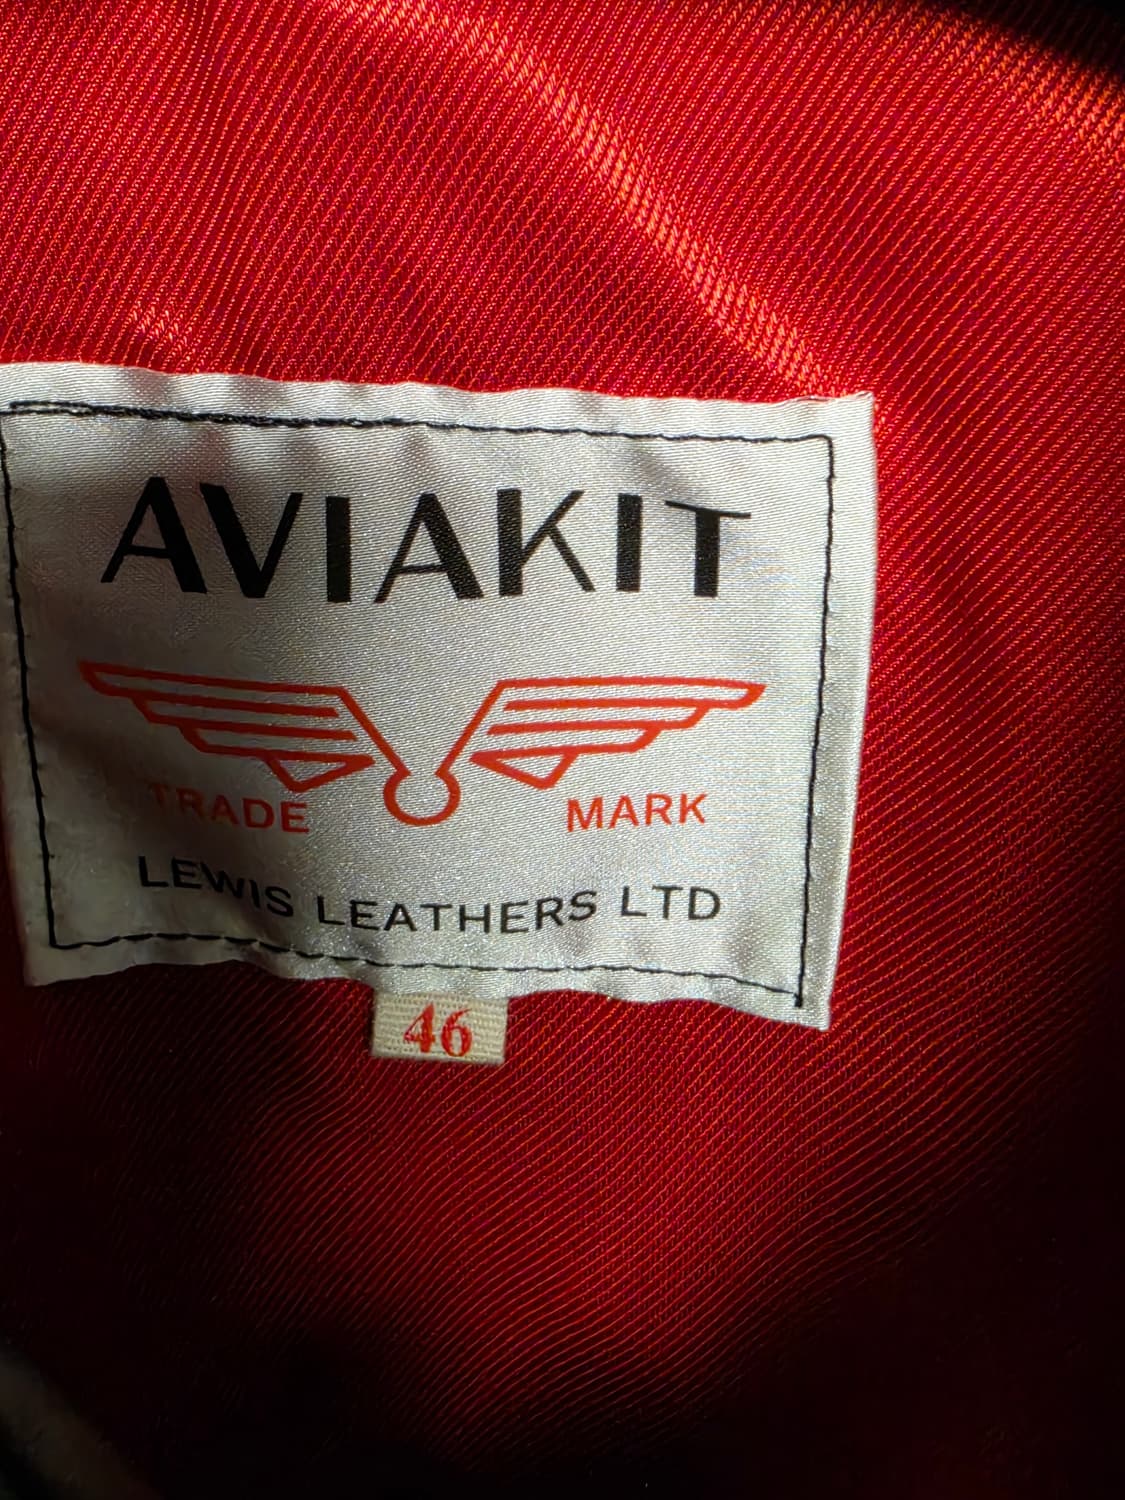 AVIAKIT
TRADE MARK
LEWIS LEATHERS LTD
46